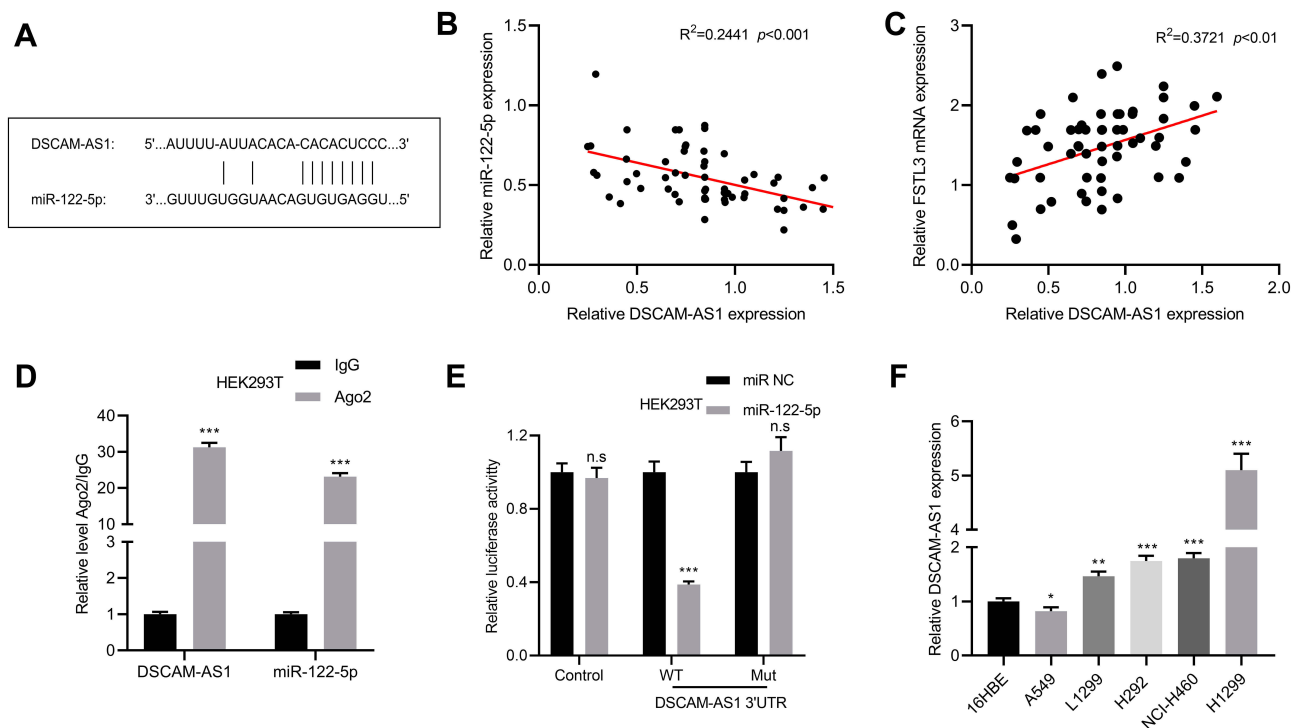 A
DSCAM-AS1: 5'...AUUUU-AUUACACA-CACACUCCC...3'
miR-122-5p: 3'...GUUUGUGGUAACAGUGUGAGGU...5'
B
R2=0.2441 p<0.001
Relative miR-122-5p expression
1.5
1.0
0.5
0.0
0.0 0.5 1.0 1.5
Relative DSCAM-AS1 expression
C
R2=0.3721 p<0.01
Relative FSTL3 mRNA expression
3
2
1
0.0
0.0 0.5 1.0 1.5 2.0
Relative DSCAM-AS1 expression
D
HEK293T
IgG
Ago2
Relative level Ago2/IgG
40
30
20
10
3
2
1
0
***
***
DSCAM-AS1 miR-122-5p
E
HEK293T
miR NC
miR-122-5p
Relative luciferase activitty
1.2
0.8
0.4
0.0
n.s
***
n.s
Control WT Mut
DSCAM-AS1 3'UTR
F
Relative DSCAM-AS1 expression
6
5
4
2
1
0
*
**
***
***
***
16HBE A549 L1299 H292 NCI-H460 H1299